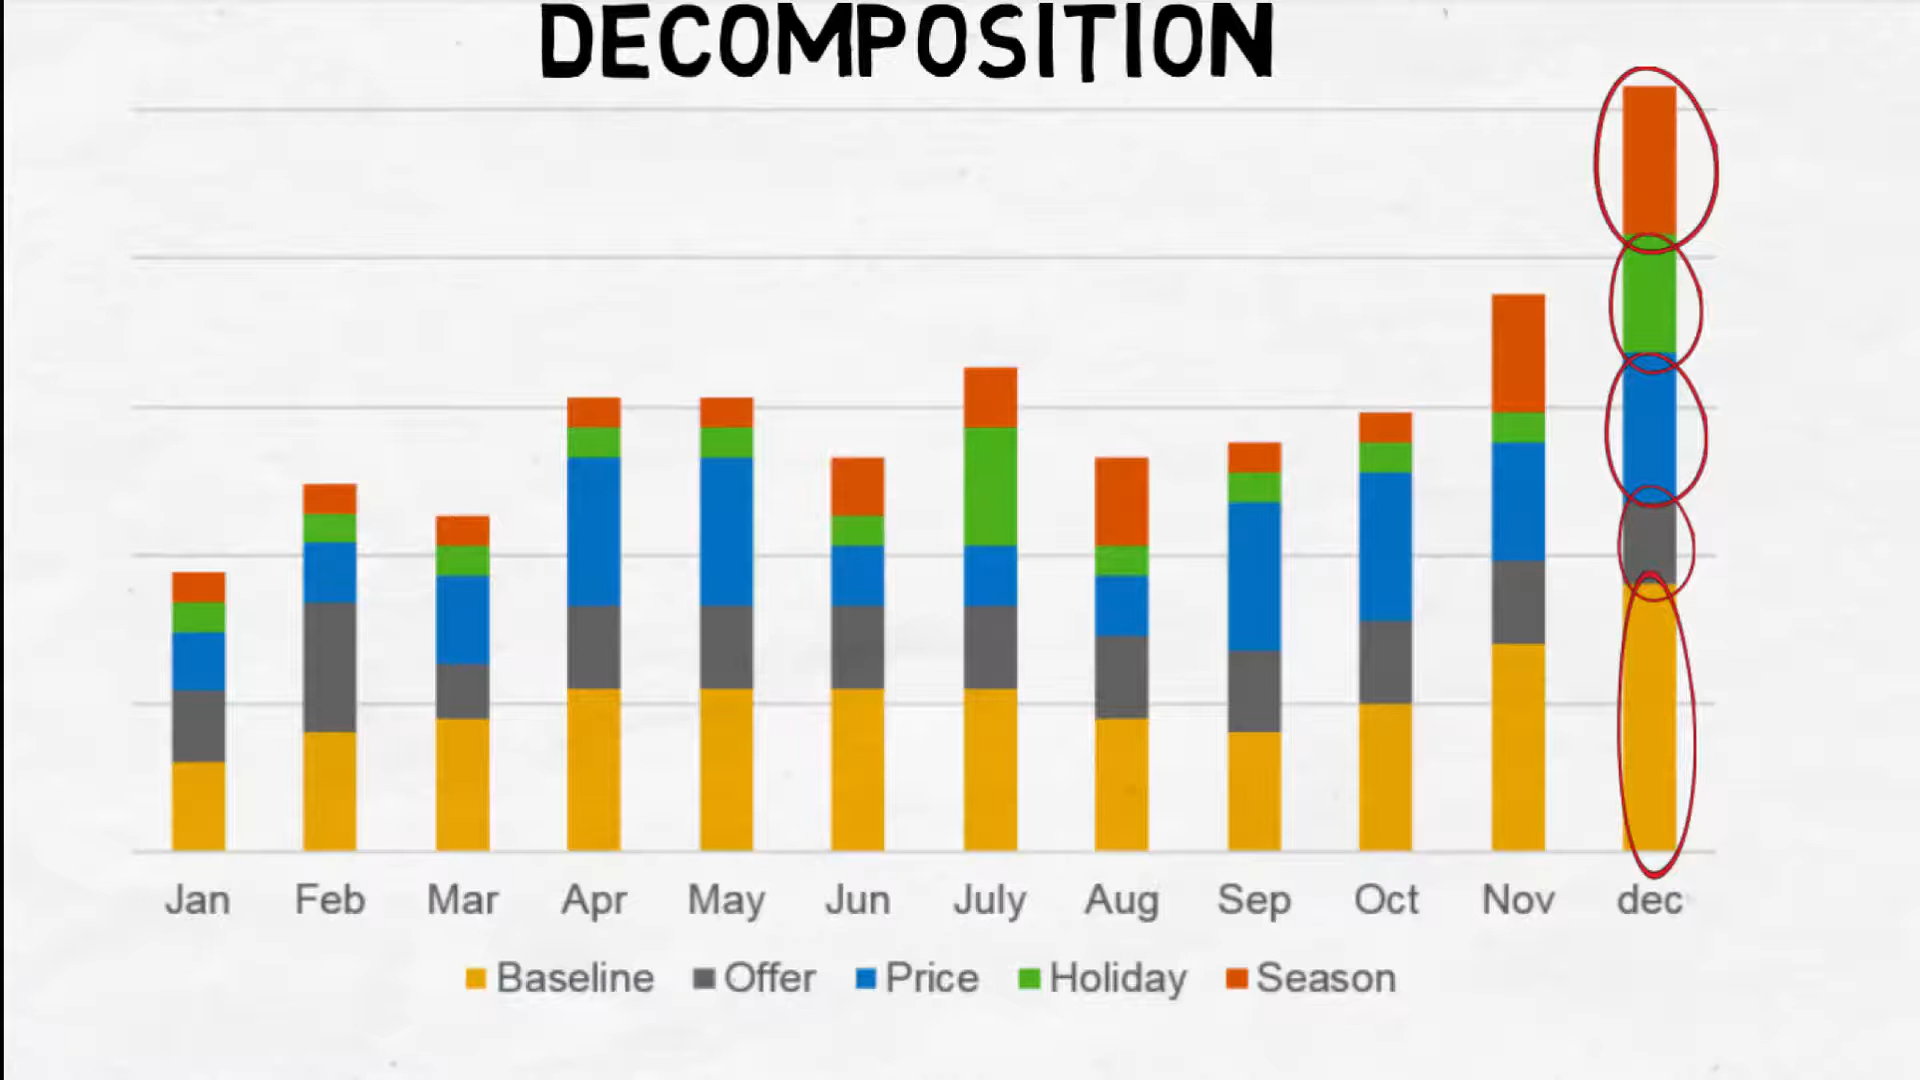 DECOMPOSITION
Jan Feb Mar Apr May Jun July Aug Sep Oct Nov dec
Baseline Offer Price Holiday Season